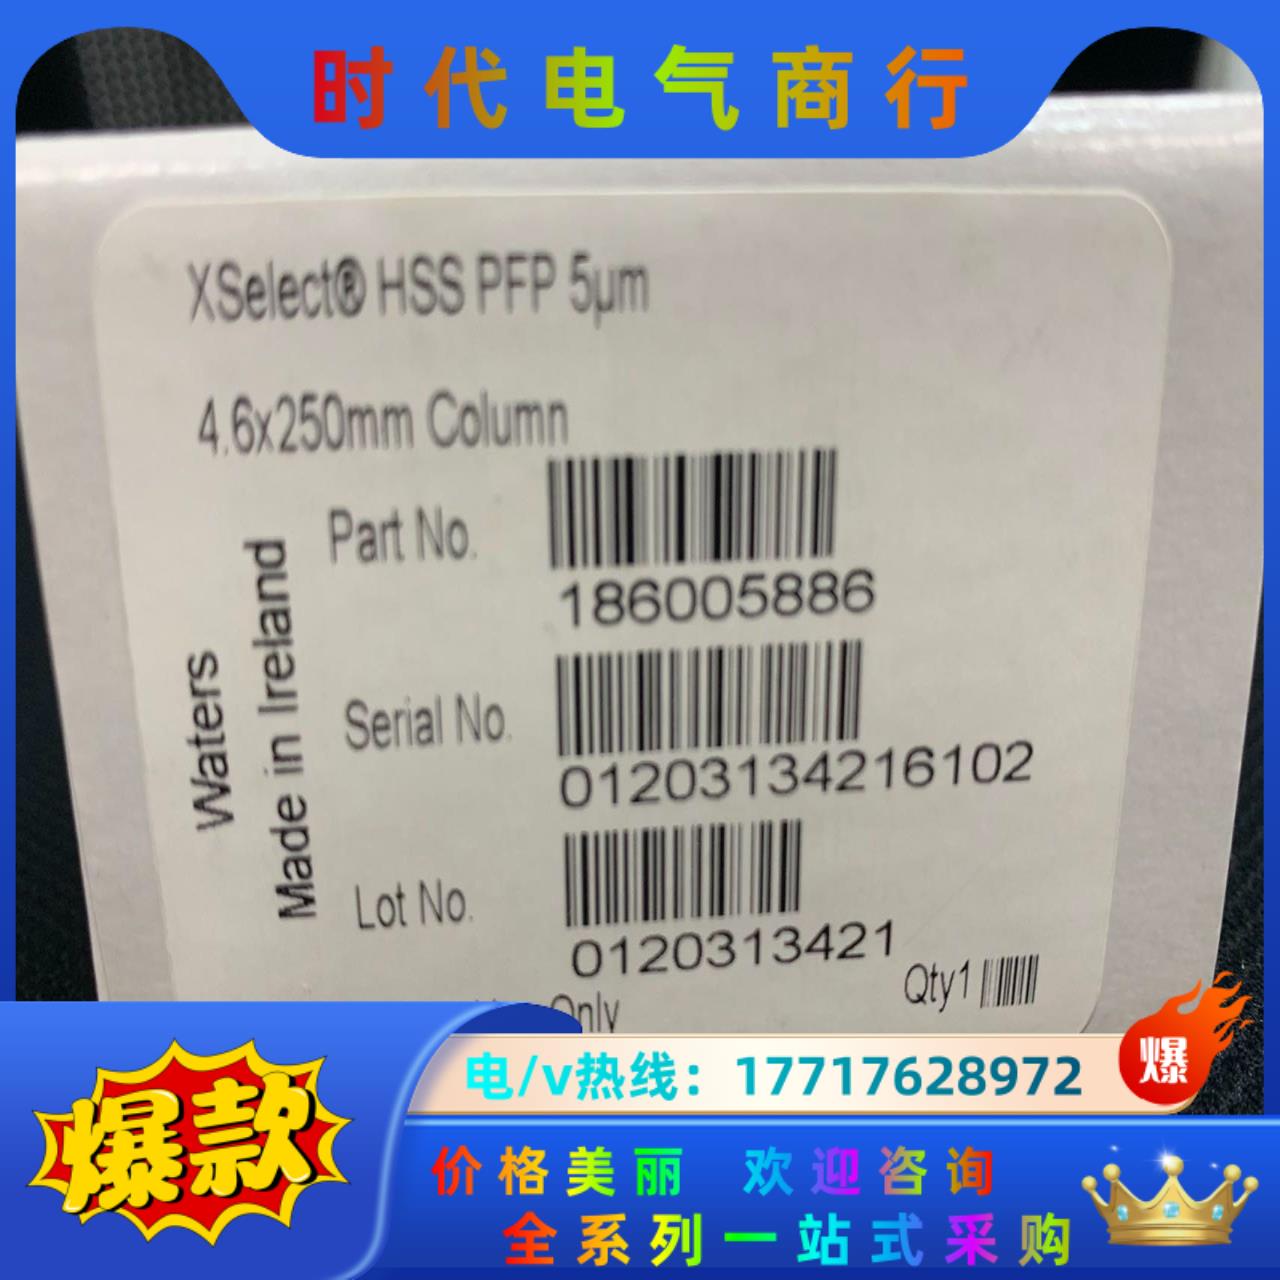 时代电气商行
XSelect® HSS PFP 5µm
4.6x250mm Column
Part No.
186005886
Serial No.
01203134216102
Lot No.
0120313421
Waters
Made in Ireland
Only
Qty1
电/v热线：17717628972
爆
爆款
价格美丽 欢迎咨询
全系列一站式采购